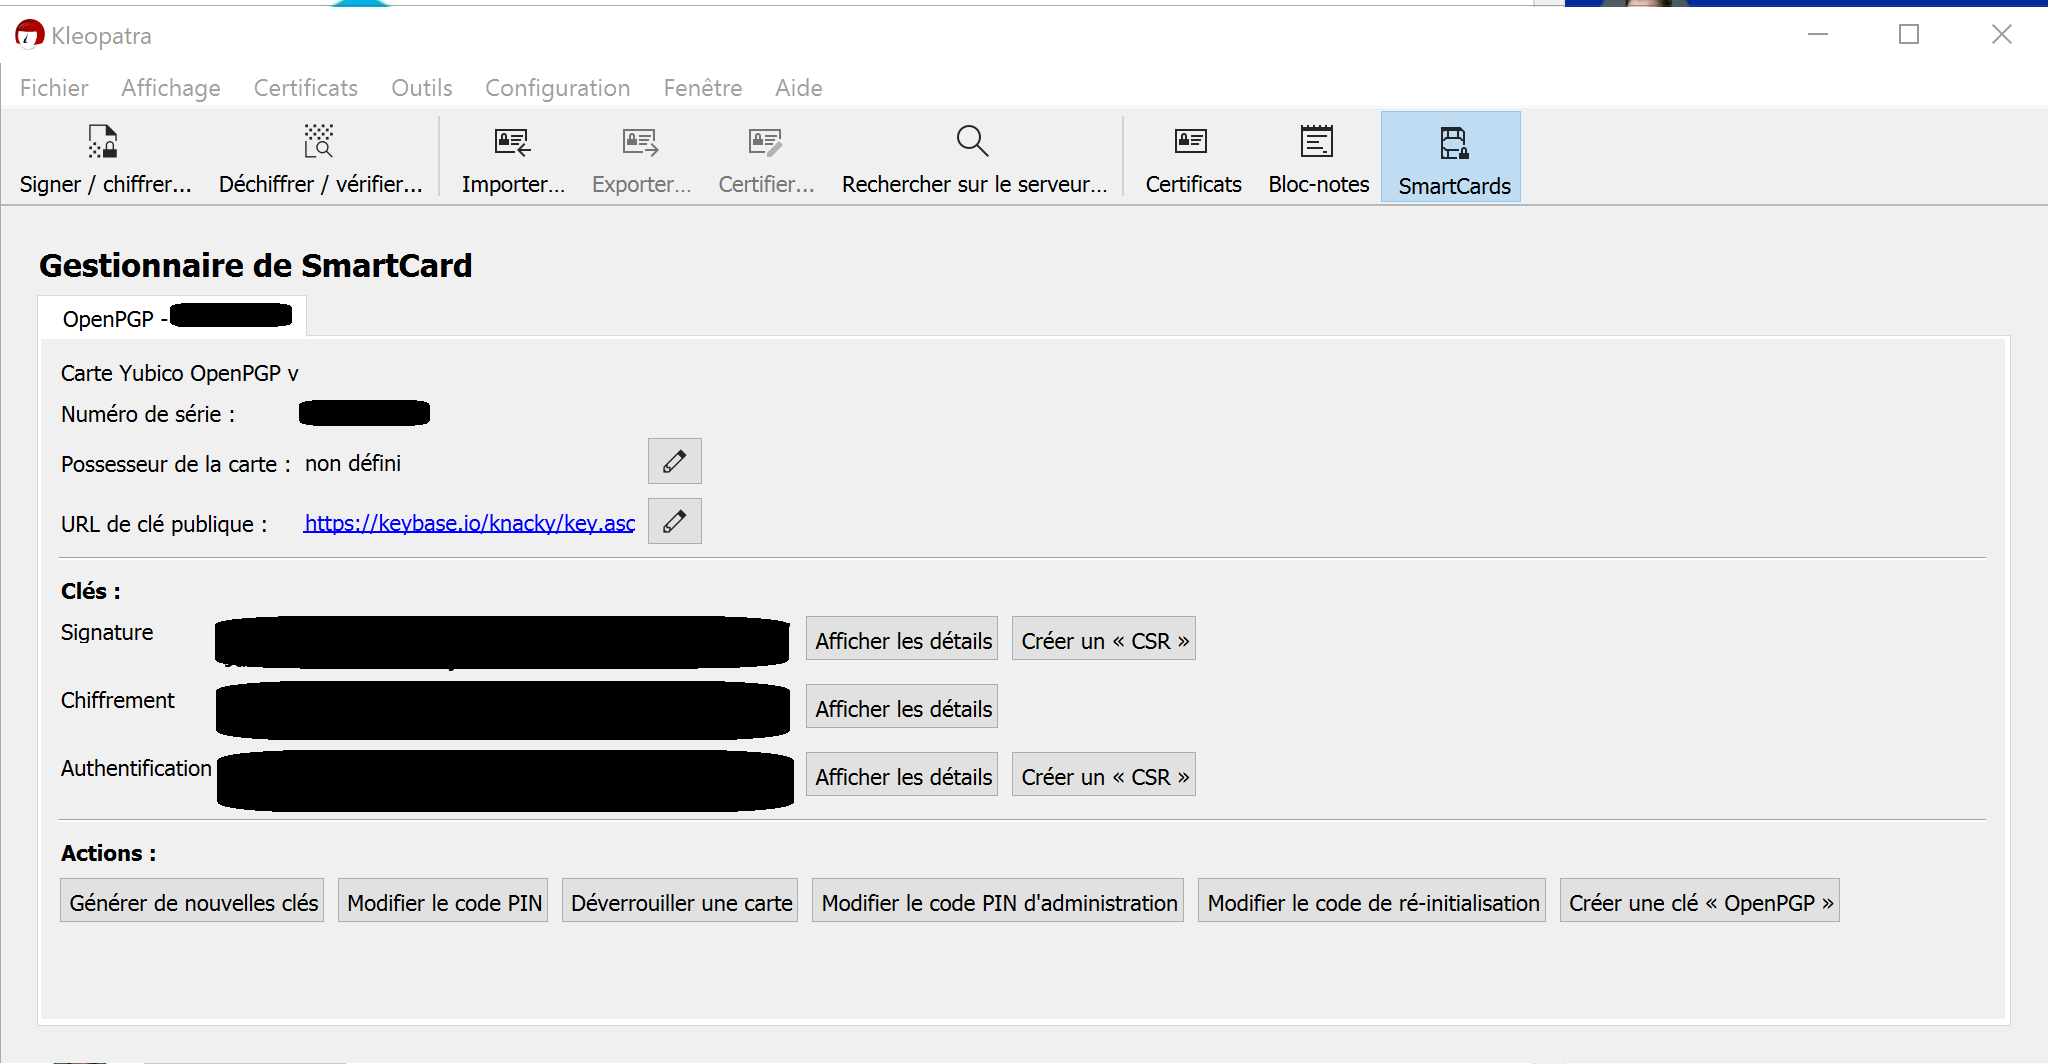 Kleopatra
Fichier Affichage Certificats Outils Configuration Fenêtre Aide
Signer / chiffrer... Déchiffrer / vérifier... Importer... Exporter... Certifier... Rechercher sur le serveur... Certificats Bloc-notes SmartCards
Gestionnaire de SmartCard
OpenPGP -
Carte Yubico OpenPGP v
Numéro de série :
Possesseur de la carte : non défini
URL de clé publique : https://keybase.io/knacky/key.asc
Clés :
Signature Afficher les détails Créer un « CSR »
Chiffrement Afficher les détails
Authentification Afficher les détails Créer un « CSR »
Actions :
Générer de nouvelles clés Modifier le code PIN Déverrouiller une carte Modifier le code PIN d'administration Modifier le code de ré-initialisation Créer une clé « OpenPGP »